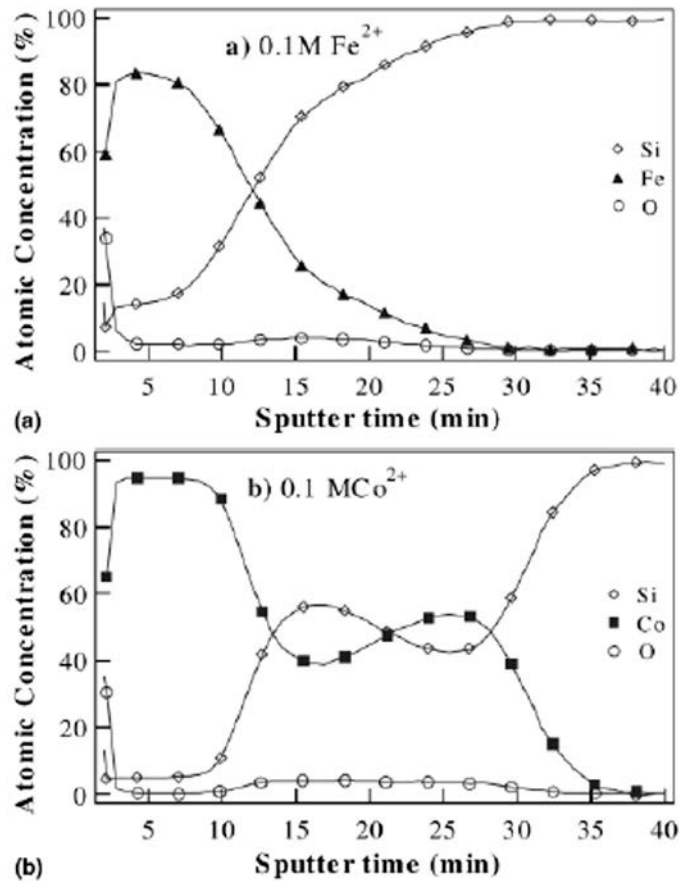 100
80
60
40
20
0
Atomic Concentration (%)
a) 0.1M Fe²⁺
Si
Fe
O
5 10 15 20 25 30 35 40
(a) Sputter time (min)
100
80
60
40
20
0
Atomic Concentration (%)
b) 0.1 MCo²⁺
Si
Co
O
5 10 15 20 25 30 35 40
(b) Sputter time (min)